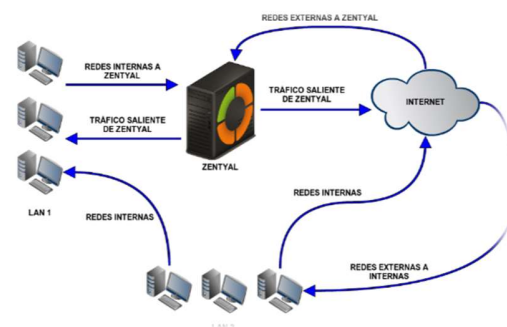 REDES EXTERNAS A ZENTYAL
REDES INTERNAS A
ZENTYAL
TRÁFICO SALIENTE
DE ZENTYAL
INTERNET
TRÁFICO SALIENTE
DE ZENTYAL
ZENTYAL
LAN 1
REDES INTERNAS
REDES INTERNAS
REDES EXTERNAS A
INTERNAS